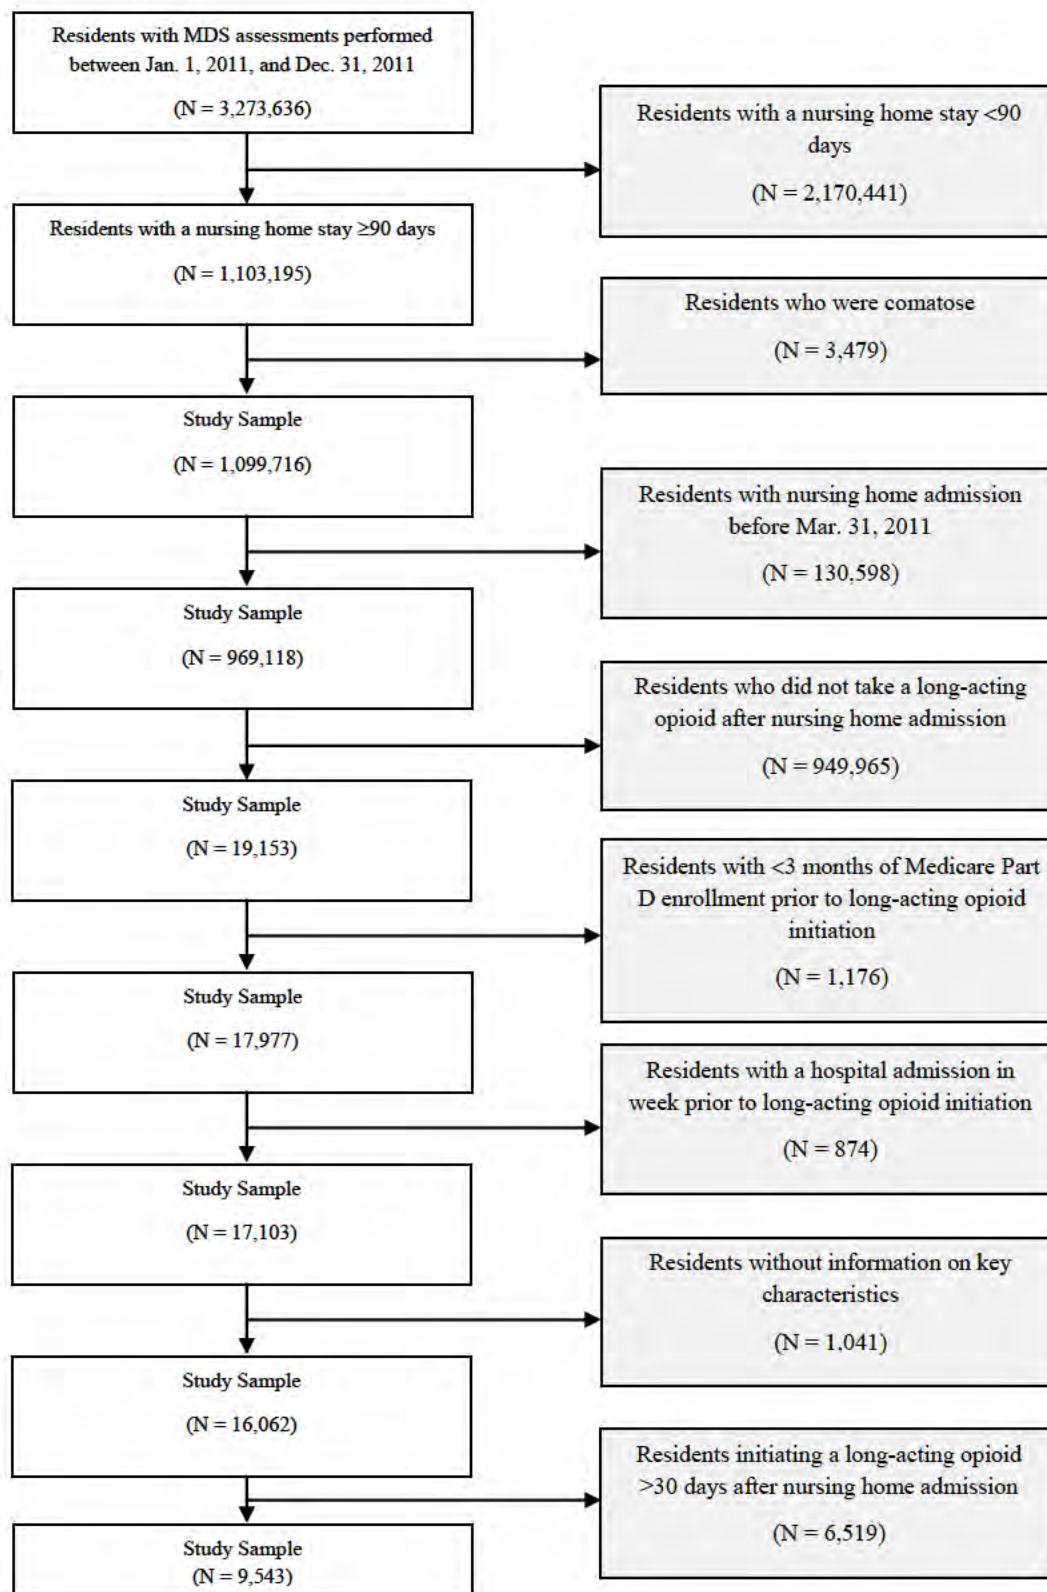 Residents with MDS assessments performed
between Jan. 1, 2011, and Dec. 31, 2011
(N = 3,273,636)
Residents with a nursing home stay <90
days
(N = 2,170,441)
Residents with a nursing home stay ≥90 days
(N = 1,103,195)
Residents who were comatose
(N = 3,479)
Study Sample
(N = 1,099,716)
Residents with nursing home admission
before Mar. 31, 2011
(N = 130,598)
Study Sample
(N = 969,118)
Residents who did not take a long-acting
opioid after nursing home admission
(N = 949,965)
Study Sample
(N = 19,153)
Residents with <3 months of Medicare Part
D enrollment prior to long-acting opioid
initiation
(N = 1,176)
Study Sample
(N = 17,977)
Residents with a hospital admission in
week prior to long-acting opioid initiation
(N = 874)
Study Sample
(N = 17,103)
Residents without information on key
characteristics
(N = 1,041)
Study Sample
(N = 16,062)
Residents initiating a long-acting opioid
>30 days after nursing home admission
(N = 6,519)
Study Sample
(N = 9,543)